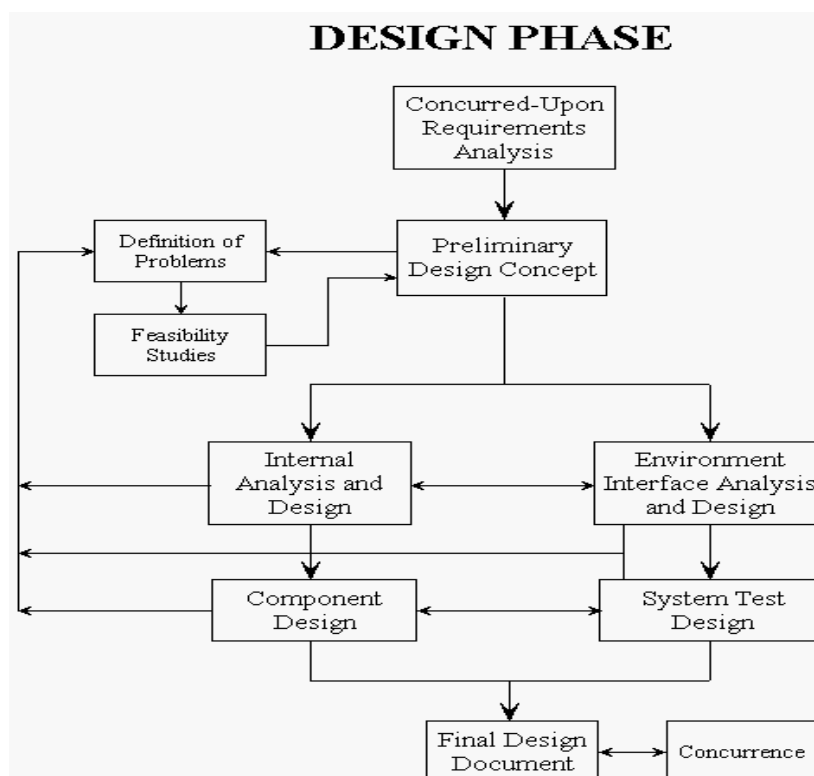 DESIGN PHASE
Concurred-Upon
Requirements
Analysis
Definition of
Problems
Preliminary
Design Concept
Feasibility
Studies
Internal
Analysis and
Design
Environment
Interface Analysis
and Design
Component
Design
System Test
Design
Final Design
Document
Concurrence